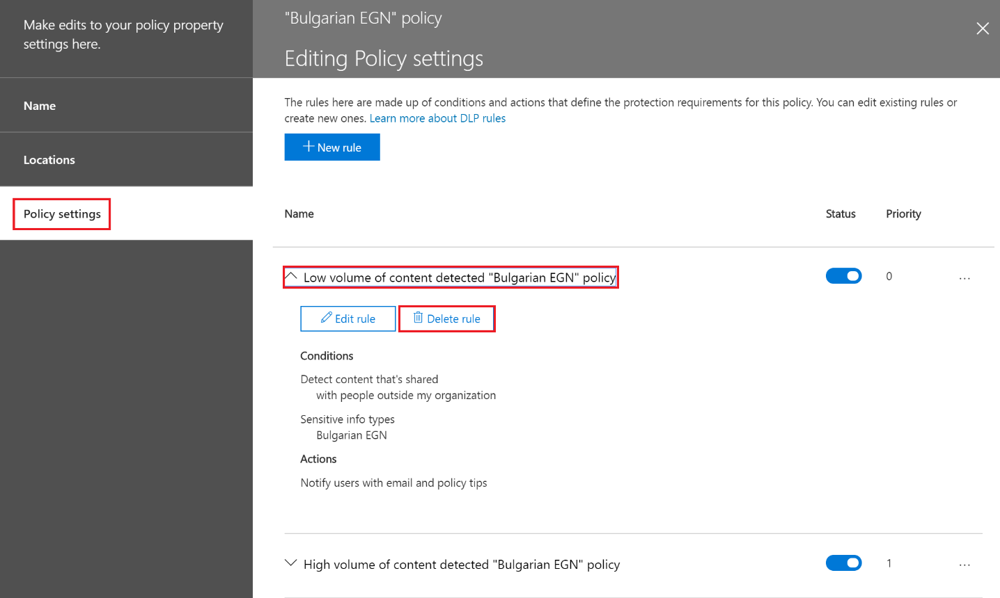 Make edits to your policy property
settings here.
Name
Locations
Policy settings
"Bulgarian EGN" policy
Editing Policy settings
The rules here are made up of conditions and actions that define the protection requirements for this policy. You can edit existing rules or
create new ones. Learn more about DLP rules
New rule
Name Status Priority
Low volume of content detected "Bulgarian EGN" policy 0 ...
Edit rule Delete rule
Conditions
Detect content that's shared
with people outside my organization
Sensitive info types
Bulgarian EGN
Actions
Notify users with email and policy tips
High volume of content detected "Bulgarian EGN" policy 1 ...